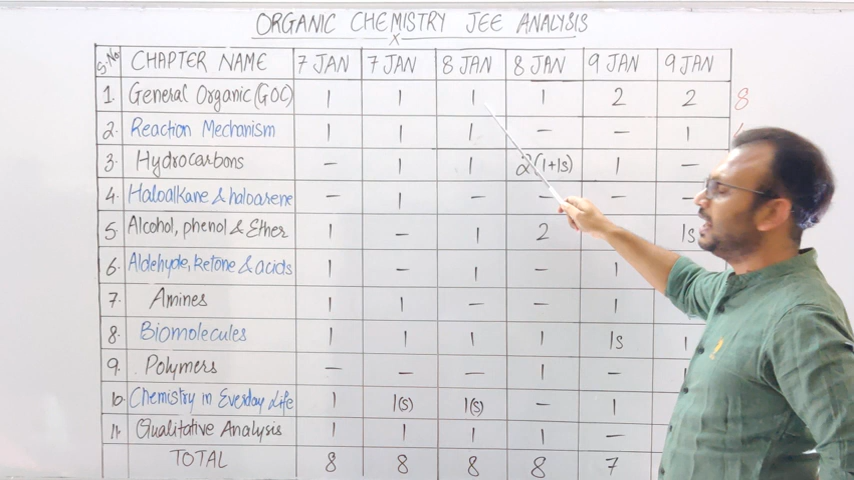 ORGANIC CHEMISTRY JEE ANALYSIS
x
S.No. CHAPTER NAME 7 JAN 7 JAN 8 JAN 8 JAN 9 JAN 9 JAN
1. General Organic (GOC) 1 1 1 1 2 2 8
2. Reaction Mechanism 1 1 1 - - 1
3. Hydrocarbons - 1 1 2(1+1s) 1 -
4. Haloalkane & haloarene - 1 - - - -
5. Alcohol, phenol & Ether 1 - 1 2 1s
6. Aldehyde, ketone & acids 1 - 1 - 1
7. Amines 1 1 - - 1
8. Biomolecules 1 1 1 1 1s 1
9. Polymers - - - 1 - 1
10. Chemistry in Everyday Life 1 1(s) 1(s) - 1
11. Qualitative Analysis 1 1 1 1 -
TOTAL 8 8 8 8 7